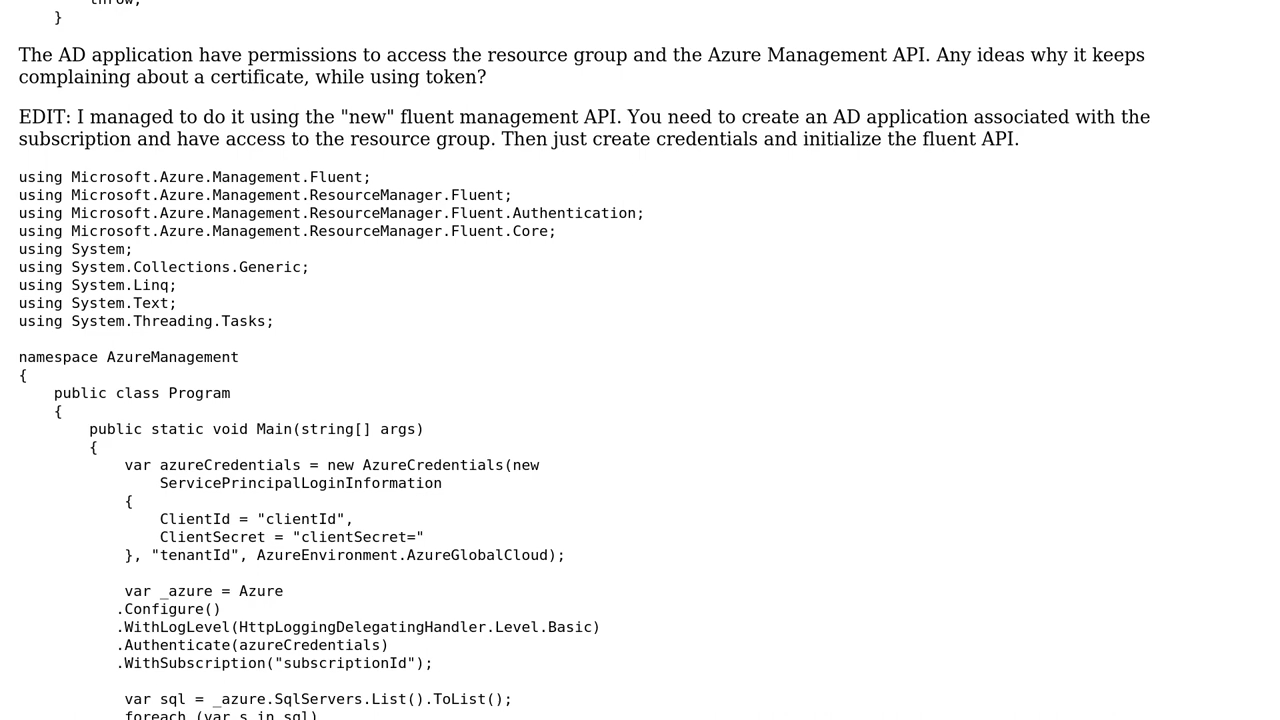 throw;
    }
The AD application have permissions to access the resource group and the Azure Management API. Any ideas why it keeps
complaining about a certificate, while using token?
EDIT: I managed to do it using the "new" fluent management API. You need to create an AD application associated with the
subscription and have access to the resource group. Then just create credentials and initialize the fluent API.
using Microsoft.Azure.Management.Fluent;
using Microsoft.Azure.Management.ResourceManager.Fluent;
using Microsoft.Azure.Management.ResourceManager.Fluent.Authentication;
using Microsoft.Azure.Management.ResourceManager.Fluent.Core;
using System;
using System.Collections.Generic;
using System.Linq;
using System.Text;
using System.Threading.Tasks;

namespace AzureManagement
{
    public class Program
    {
        public static void Main(string[] args)
        {
            var azureCredentials = new AzureCredentials(new
                ServicePrincipalLoginInformation
            {
                ClientId = "clientId",
                ClientSecret = "clientSecret="
            }, "tenantId", AzureEnvironment.AzureGlobalCloud);

            var _azure = Azure
           .Configure()
           .WithLogLevel(HttpLoggingDelegatingHandler.Level.Basic)
           .Authenticate(azureCredentials)
           .WithSubscription("subscriptionId");

            var sql = _azure.SqlServers.List().ToList();
            foreach (var s in sql)